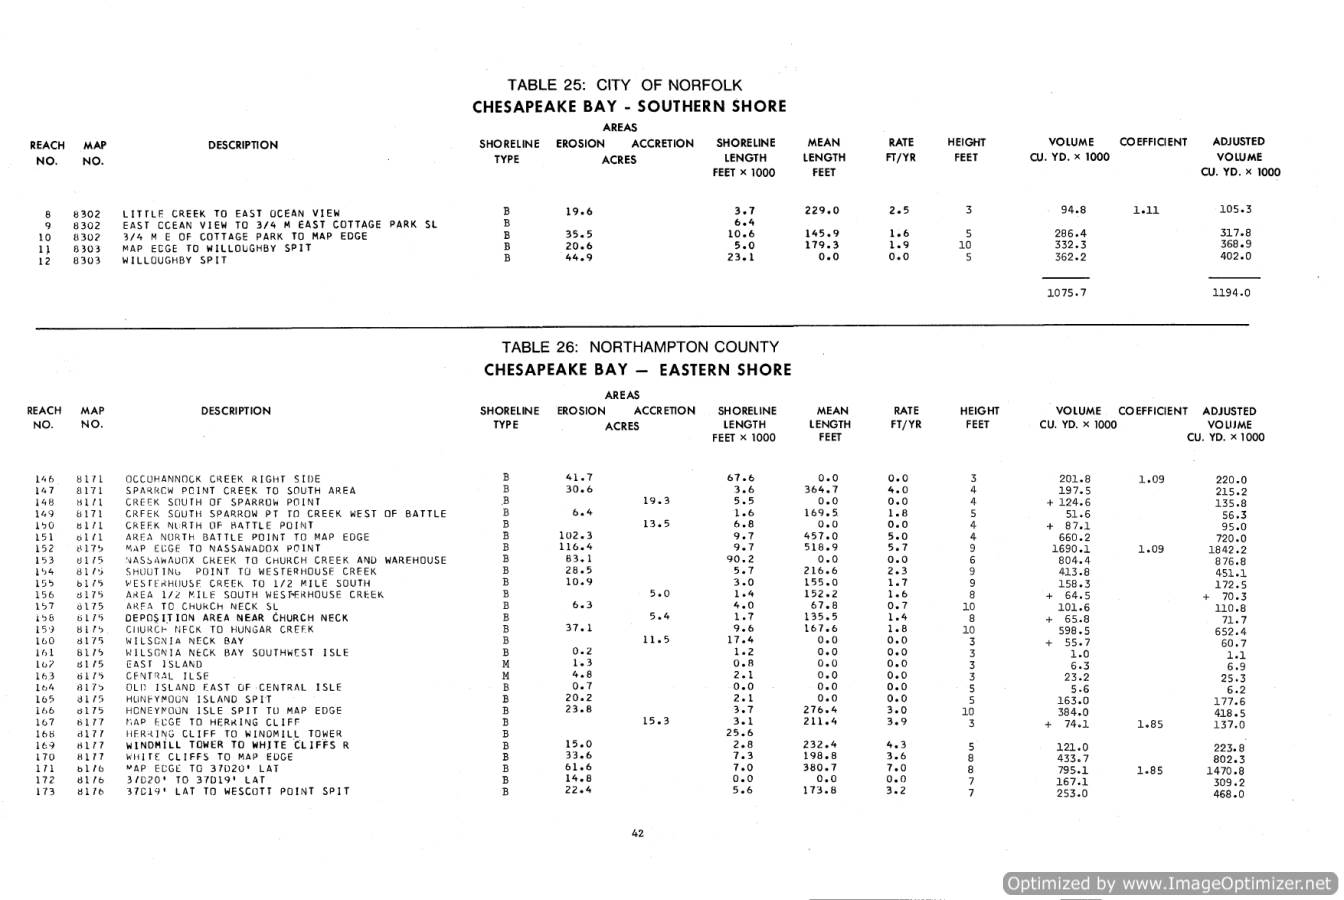 TABLE 25: CITY OF NORFOLK
CHESAPEAKE BAY - SOUTHERN SHORE
AREAS
REACH MAP DESCRIPTION SHORELINE EROSION ACCRETION SHORELINE MEAN RATE HEIGHT VOLUME COEFFICIENT ADJUSTED
NO. NO. TYPE ACRES LENGTH LENGTH FT/YR FEET CU. YD. × 1000 VOLUME
FEET × 1000 FEET CU. YD. × 1000
8 8302 LITTLE CREEK TO EAST OCEAN VIEW B 19.6 3.7 229.0 2.5 3 94.8 1.11 105.3
9 8302 EAST OCEAN VIEW TO 3/4 M EAST COTTAGE PARK SL B 6.4
10 8302 3/4 M E OF COTTAGE PARK TO MAP EDGE B 35.5 10.6 145.9 1.6 5 286.4 317.8
11 8303 MAP EDGE TO WILLOUGHBY SPIT B 20.6 5.0 179.3 1.9 10 332.3 368.9
12 8303 WILLOUGHBY SPIT B 44.9 23.1 0.0 0.0 5 362.2 402.0
1075.7 1194.0
TABLE 26: NORTHAMPTON COUNTY
CHESAPEAKE BAY — EASTERN SHORE
AREAS
REACH MAP DESCRIPTION SHORELINE EROSION ACCRETION SHORELINE MEAN RATE HEIGHT VOLUME COEFFICIENT ADJUSTED
NO. NO. TYPE ACRES LENGTH LENGTH FT/YR FEET CU. YD. × 1000 VOLUME
FEET × 1000 FEET CU. YD. × 1000
146 8171 OCCOHANNOCK CREEK RIGHT SIDE B 41.7 67.6 0.0 0.0 3 201.8 1.09 220.0
147 8171 SPARROW POINT CREEK TO SOUTH AREA B 30.6 3.6 364.7 4.0 4 197.5 215.2
148 8171 CREEK SOUTH OF SPARROW POINT B 19.3 5.5 0.0 0.0 4 + 124.6 135.8
149 8171 CREEK SOUTH SPARROW PT TO CREEK WEST OF BATTLE B 6.4 1.6 169.5 1.8 5 51.6 56.3
150 8171 CREEK NORTH OF BATTLE POINT B 13.5 6.8 0.0 0.0 4 + 87.1 95.0
151 8171 AREA NORTH BATTLE POINT TO MAP EDGE B 102.3 9.7 457.0 5.0 4 660.2 720.0
152 8175 MAP EDGE TO NASSAWADOX POINT B 116.4 9.7 518.9 5.7 9 1690.1 1.09 1842.2
153 8175 NASSAWADOX CREEK TO CHURCH CREEK AND WAREHOUSE B 83.1 90.2 0.0 0.0 6 804.4 876.8
154 8175 SHOOTING POINT TO WESTERHOUSE CREEK B 28.5 5.7 216.6 2.3 9 413.8 451.1
155 8175 WESTERHOUSE CREEK TO 1/2 MILE SOUTH B 10.9 3.0 155.0 1.7 9 158.3 172.5
156 8175 AREA 1/2 MILE SOUTH WESTERHOUSE CREEK B 5.0 1.4 152.2 1.6 8 + 64.5 + 70.3
157 8175 AREA TO CHURCH NECK SL B 6.3 4.0 67.8 0.7 10 101.6 110.8
158 8175 DEPOSITION AREA NEAR CHURCH NECK B 5.4 1.7 135.5 1.4 8 + 65.8 71.7
159 8175 CHURCH NECK TO HUNGAR CREEK B 37.1 9.6 167.6 1.8 10 598.5 652.4
160 8175 WILSONIA NECK BAY B 11.5 17.4 0.0 0.0 3 + 55.7 60.7
161 8175 WILSONIA NECK BAY SOUTHWEST ISLE B 0.2 1.2 0.0 0.0 3 1.0 1.1
162 8175 EAST ISLAND M 1.3 0.8 0.0 0.0 3 6.3 6.9
163 8175 CENTRAL ILSE M 4.8 2.1 0.0 0.0 3 23.2 25.3
164 8175 OLD ISLAND EAST OF CENTRAL ISLE B 0.7 0.0 0.0 0.0 5 5.6 6.2
165 8175 HONEYMOON ISLAND SPIT B 20.2 2.1 0.0 0.0 5 163.0 177.6
166 8175 HONEYMOON ISLE SPIT TO MAP EDGE B 23.8 3.7 276.4 3.0 10 384.0 418.5
167 8177 MAP EDGE TO HERRING CLIFF B 15.3 3.1 211.4 3.9 3 + 74.1 1.85 137.0
168 8177 HERRING CLIFF TO WINDMILL TOWER B 25.6
169 8177 WINDMILL TOWER TO WHITE CLIFFS R B 15.0 2.8 232.4 4.3 5 121.0 223.8
170 8177 WHITE CLIFFS TO MAP EDGE B 33.6 7.3 198.8 3.6 8 433.7 802.3
171 8176 MAP EDGE TO 37D20' LAT B 61.6 7.0 380.7 7.0 8 795.1 1.85 1470.8
172 8176 37D20' TO 37D19' LAT B 14.8 0.0 0.0 0.0 7 167.1 309.2
173 8176 37D19' LAT TO WESCOTT POINT SPIT B 22.4 5.6 173.8 3.2 7 253.0 468.0
42
Optimized by www.ImageOptimizer.net